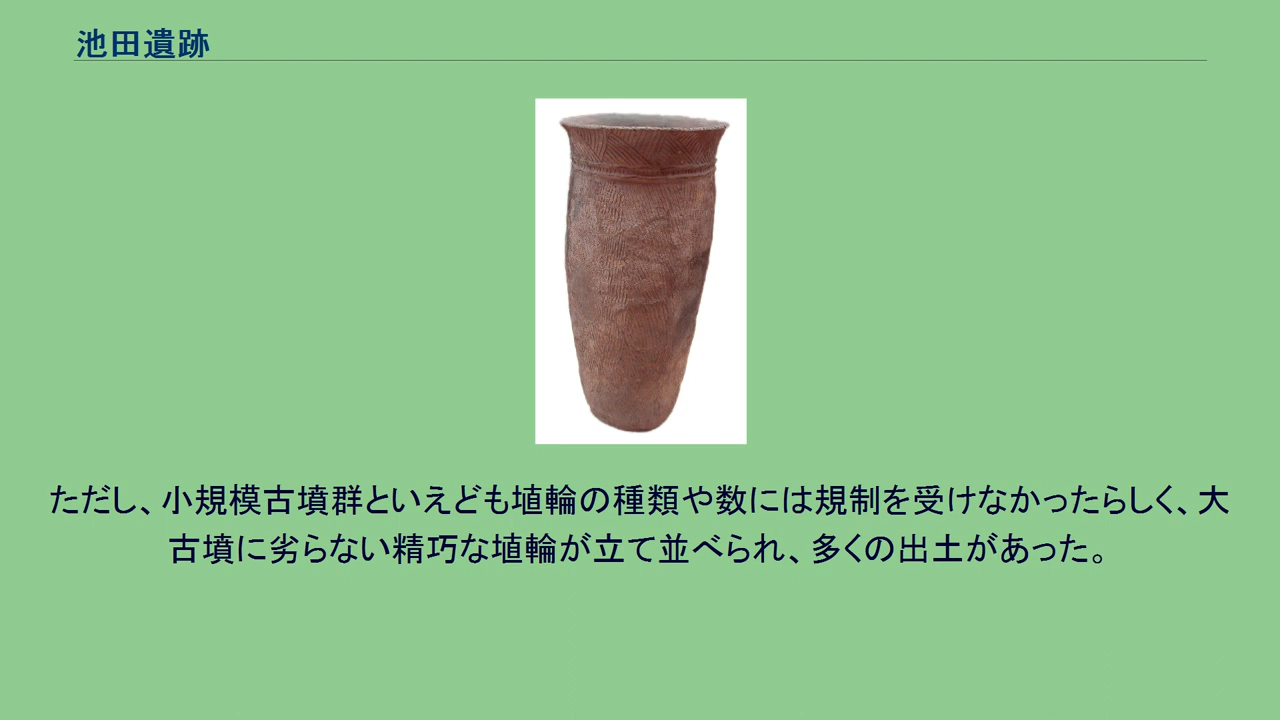 池田遺跡
ただし、小規模古墳群といえども埴輪の種類や数には規制を受けなかったらしく、大
古墳に劣らない精巧な埴輪が立て並べられ、多くの出土があった。